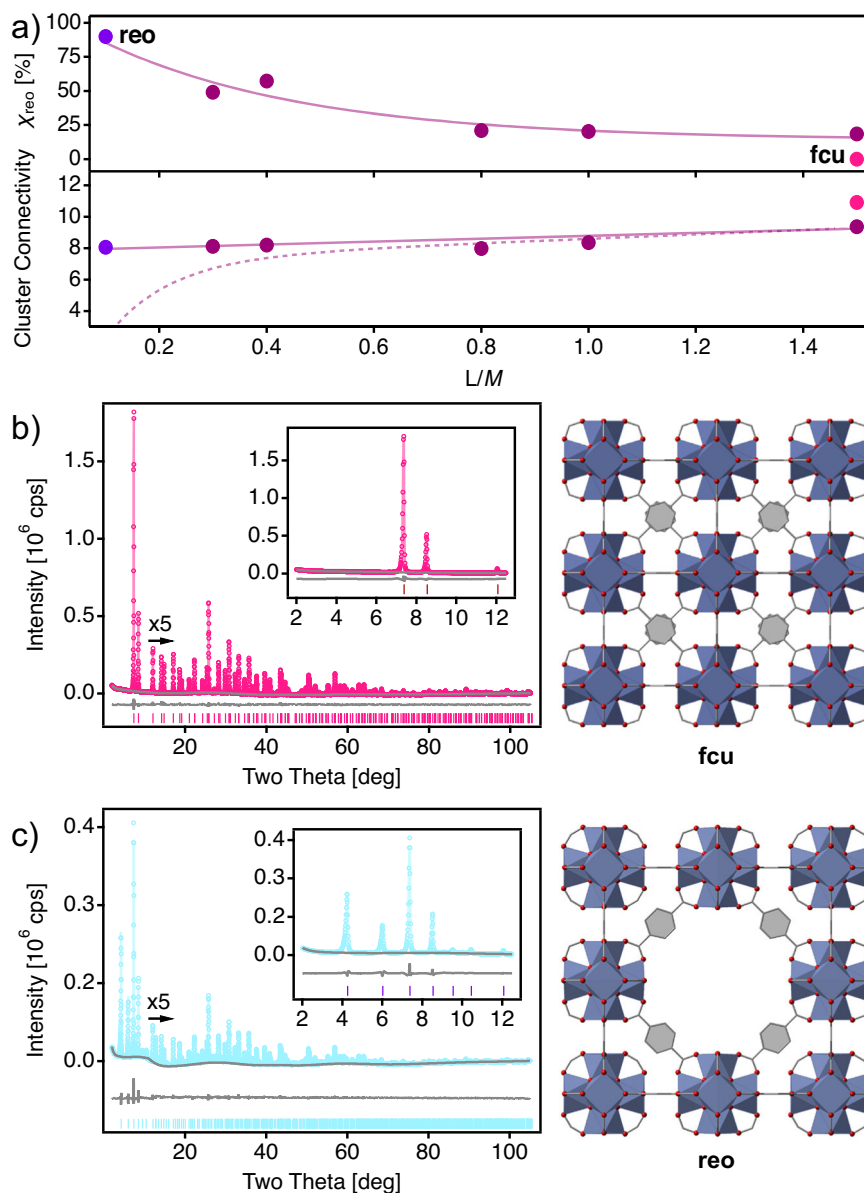 a)
100
75
50
25
0
χreo [%]
reo
fcu
12
10
8
6
4
Cluster Connectivity
0.2 0.4 0.6 0.8 1.0 1.2 1.4
L/M
b)
1.5
1.0
0.5
0.0
Intensity [10⁶ cps]
x5
1.5
1.0
0.5
0.0
2 4 6 8 10 12
20 40 60 80 100
Two Theta [deg]
fcu
c)
0.4
0.3
0.2
0.1
0.0
Intensity [10⁶ cps]
x5
0.4
0.3
0.2
0.0
2 4 6 8 10 12
20 40 60 80 100
Two Theta [deg]
reo